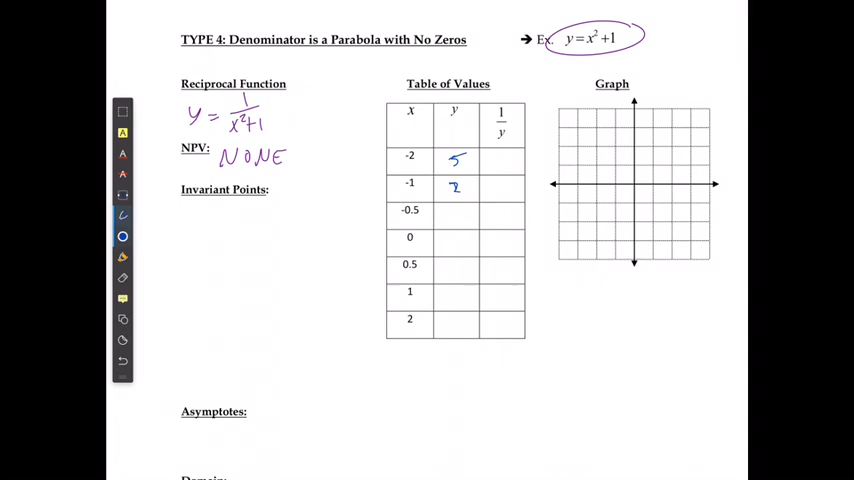 TYPE 4: Denominator is a Parabola with No Zeros → Ex. y = x² + 1
Reciprocal Function Table of Values Graph
y = 1/(x²+1)
x y 1/y
NPV: NONE
-2 5
-1 2
Invariant Points:
-0.5
0
0.5
1
2
Asymptotes:
Domain: